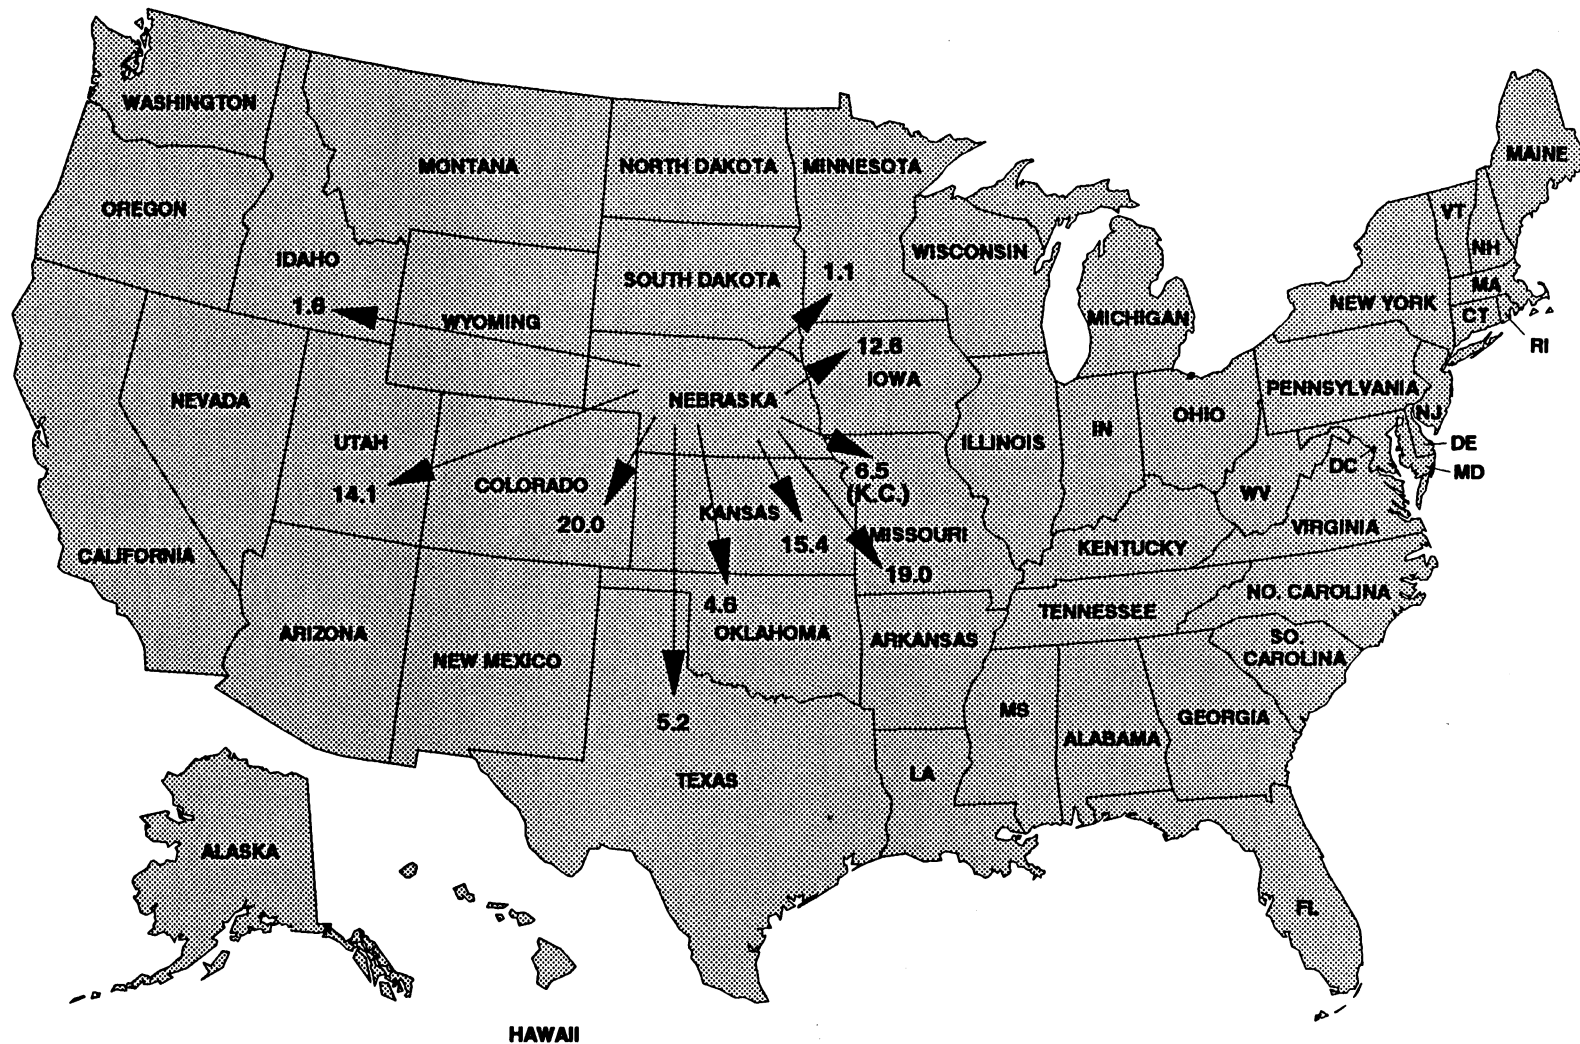 WASHINGTON
MONTANA
NORTH DAKOTA
MINNESOTA
MAINE
OREGON
VT
NH
IDAHO
WISCONSIN
SOUTH DAKOTA
1.1
MA
NEW YORK
1.6
WYOMING
MICHIGAN
CT
RI
12.6
IOWA
NEVADA
NEBRASKA
PENNSYLVANIA
NJ
OHIO
IN
UTAH
ILLINOIS
DE
DC
MD
14.1
COLORADO
6.5
(K.C.)
WV
KANSAS
20.0
15.4
MISSOURI
VIRGINIA
CALIFORNIA
KENTUCKY
19.0
4.6
NO. CAROLINA
TENNESSEE
ARIZONA
OKLAHOMA
ARKANSAS
SO.
CAROLINA
NEW MEXICO
5.2
MS
GEORGIA
ALABAMA
TEXAS
LA
ALASKA
FL
HAWAII